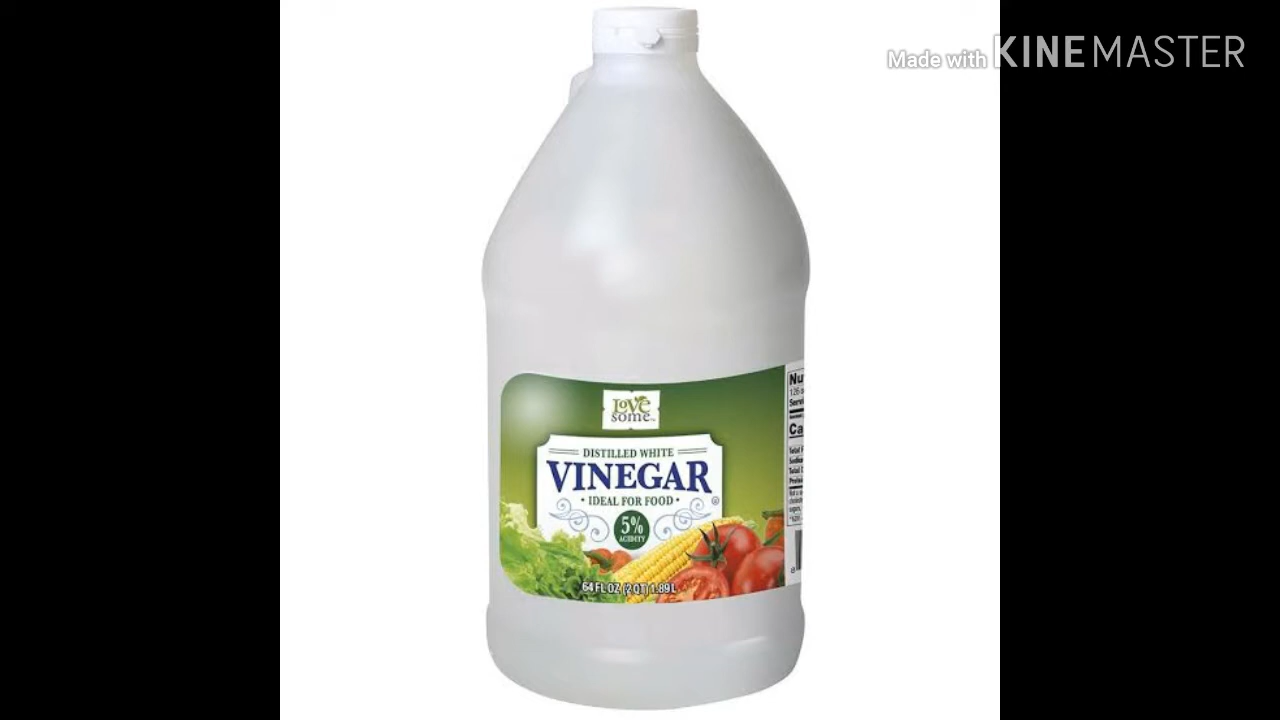 Made with KINEMASTER
LOVE
some
DISTILLED WHITE
VINEGAR
• IDEAL FOR FOOD •
5%
ACIDITY
64 FL OZ (2 QT) 1.89 L